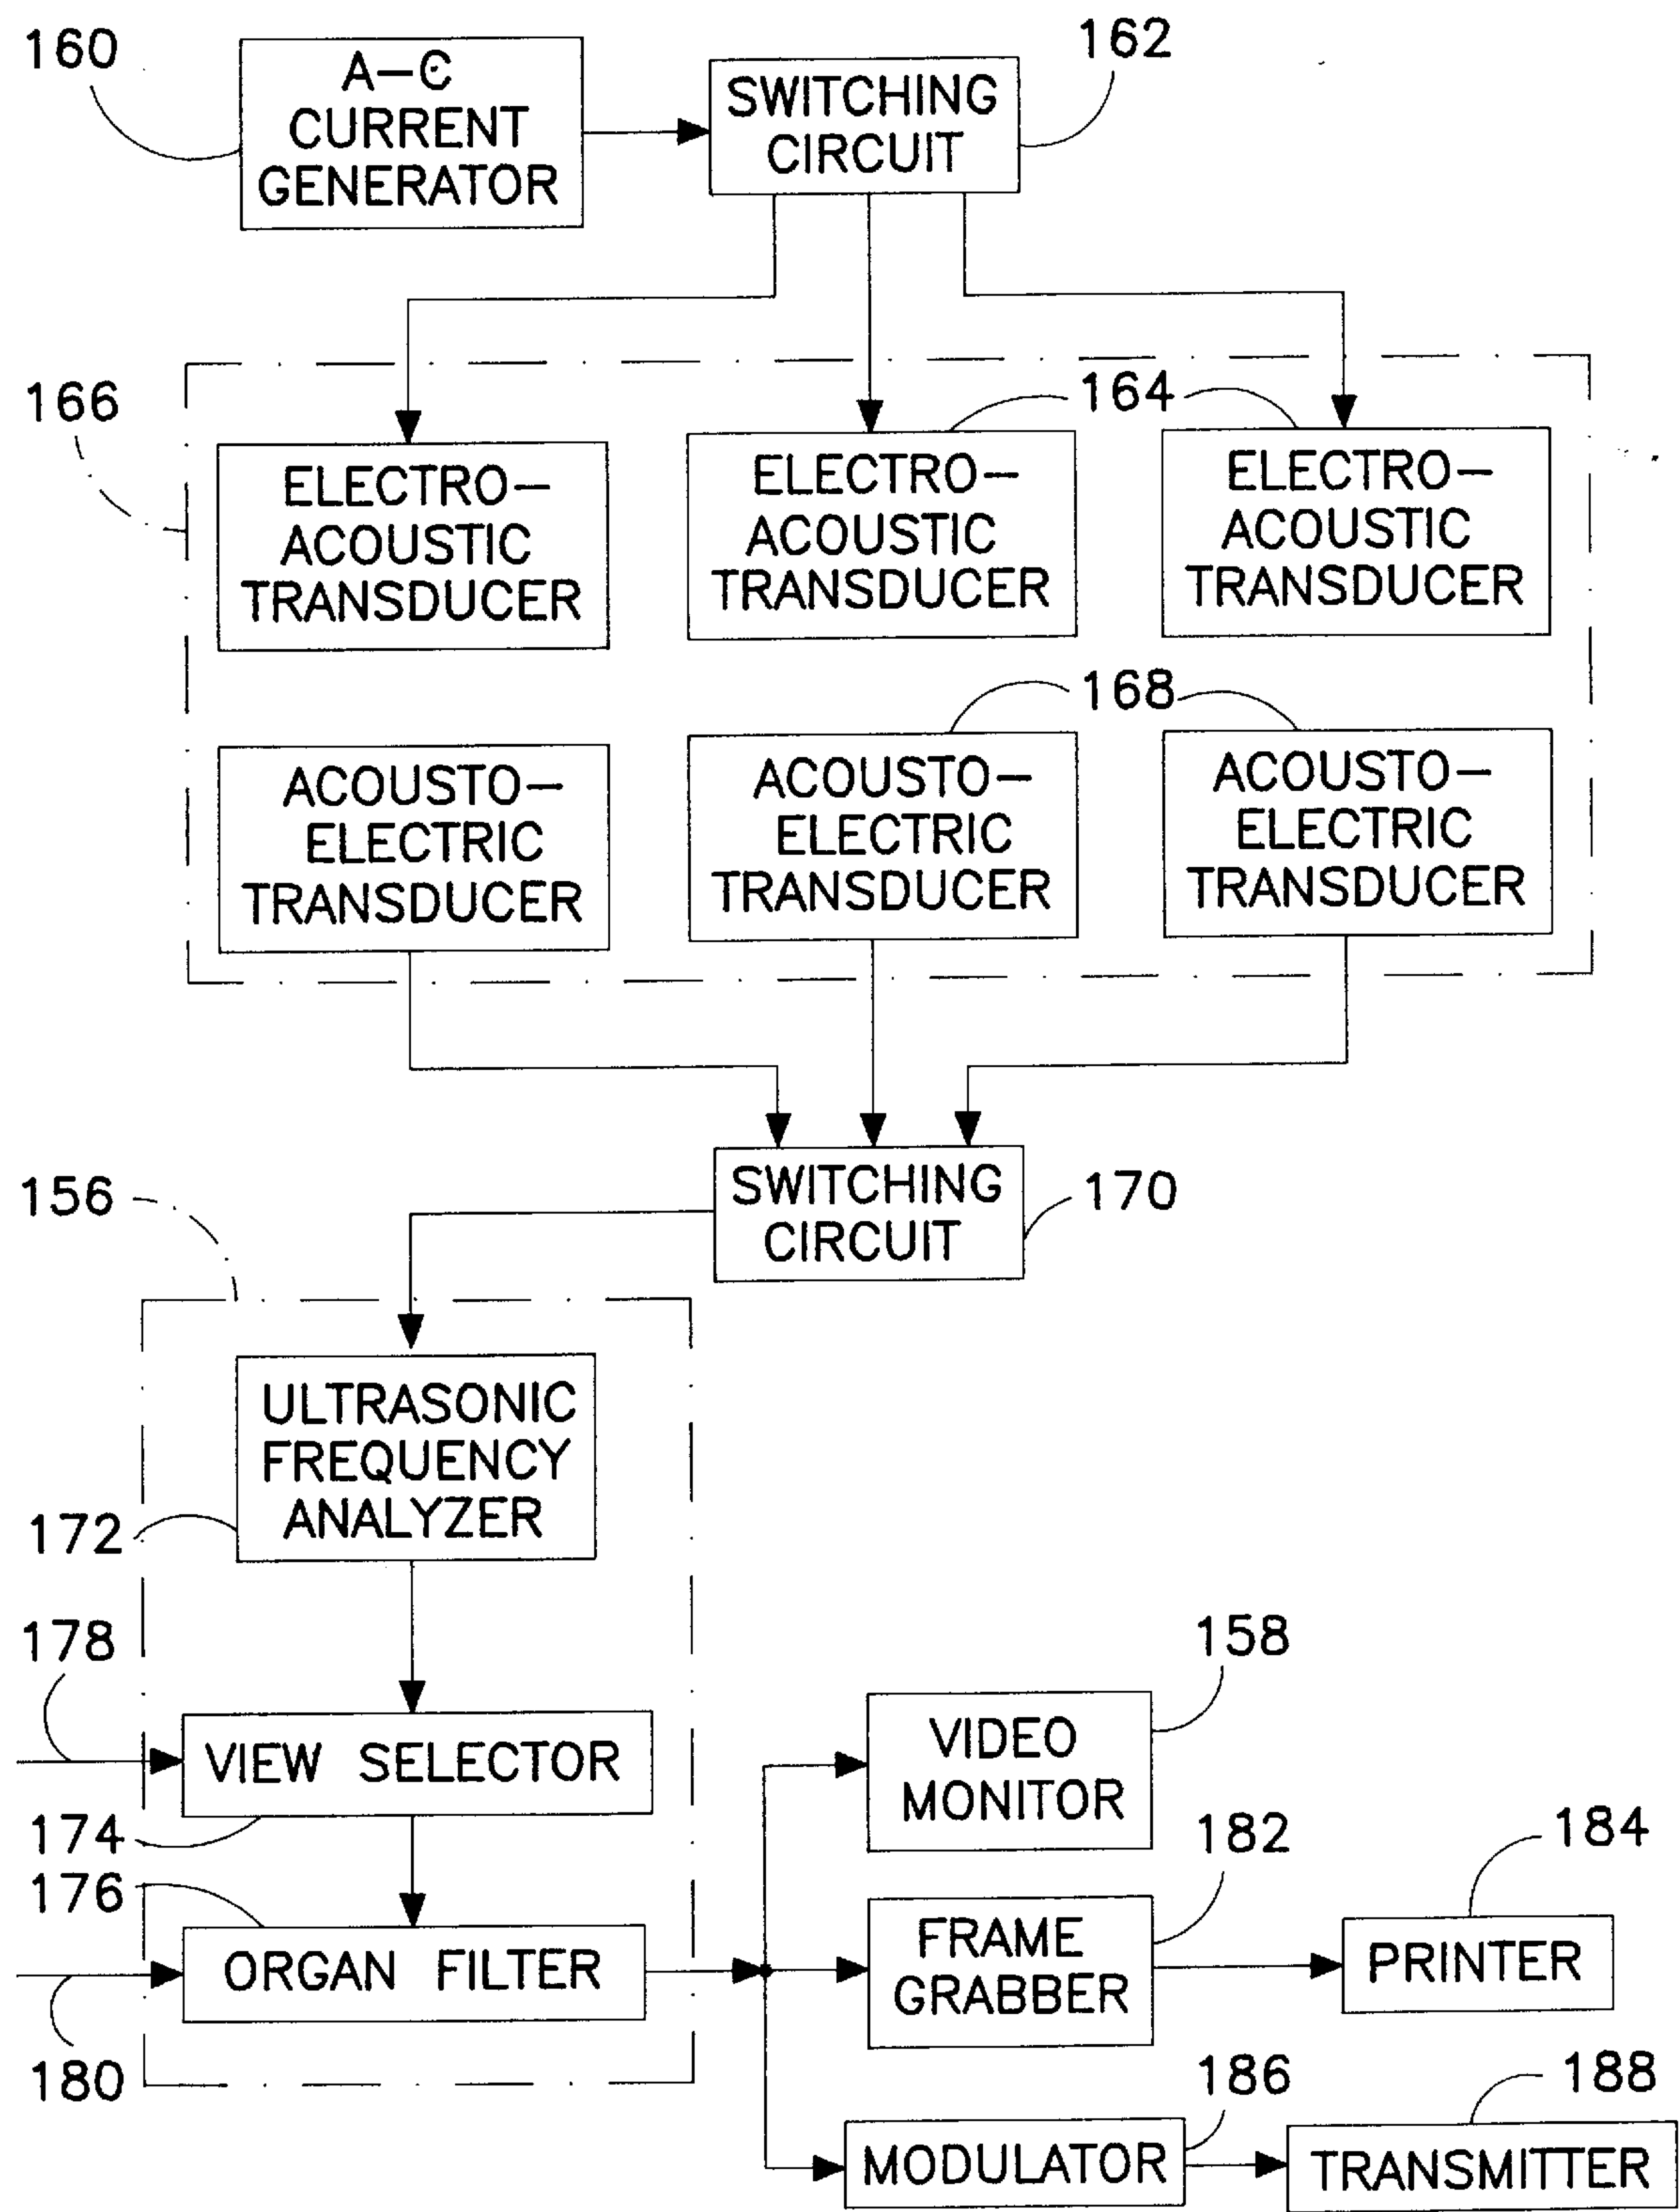 160
A-C
CURRENT
GENERATOR
162
SWITCHING
CIRCUIT
166
164
ELECTRO-
ACOUSTIC
TRANSDUCER
ELECTRO-
ACOUSTIC
TRANSDUCER
ELECTRO-
ACOUSTIC
TRANSDUCER
168
ACOUSTO-
ELECTRIC
TRANSDUCER
ACOUSTO-
ELECTRIC
TRANSDUCER
ACOUSTO-
ELECTRIC
TRANSDUCER
156
SWITCHING
CIRCUIT
170
ULTRASONIC
FREQUENCY
ANALYZER
172
178
VIEW SELECTOR
174
176
ORGAN FILTER
180
158
VIDEO
MONITOR
182
FRAME
GRABBER
184
PRINTER
186
MODULATOR
188
TRANSMITTER